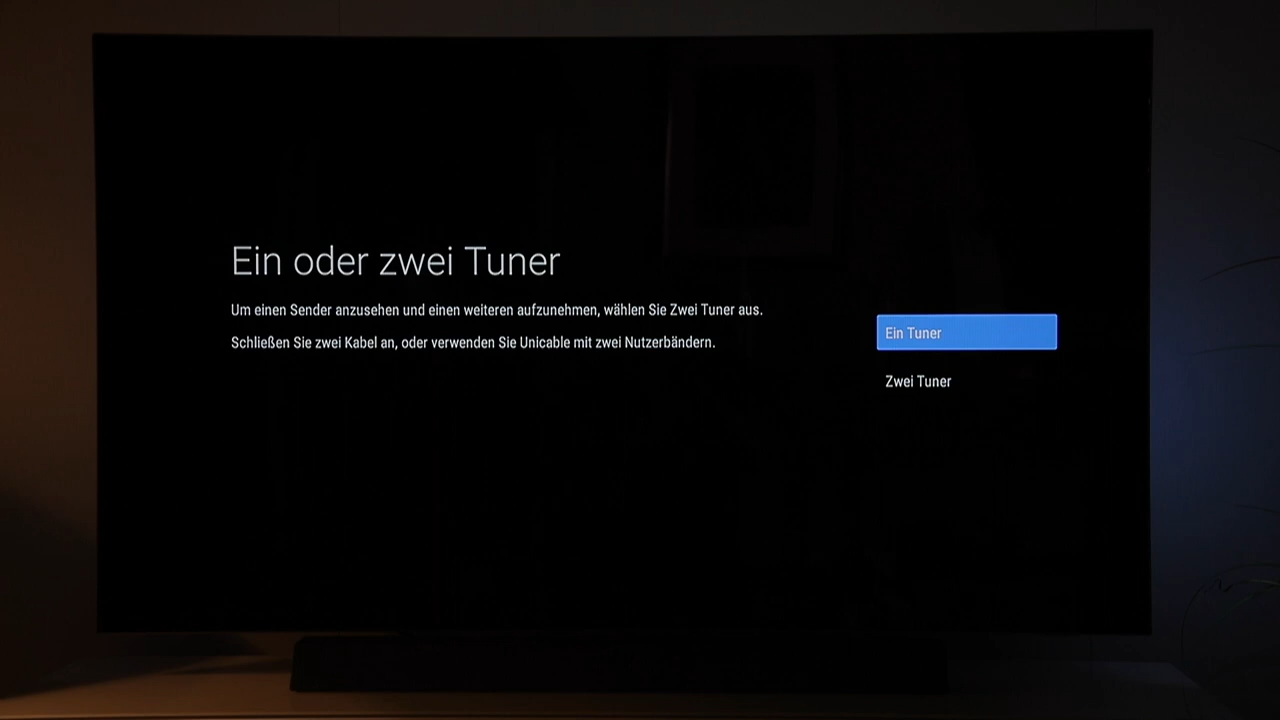 Ein oder zwei Tuner
Um einen Sender anzusehen und einen weiteren aufzunehmen, wählen Sie Zwei Tuner aus.
Schließen Sie zwei Kabel an, oder verwenden Sie Unicable mit zwei Nutzerbändern.
Ein Tuner
Zwei Tuner